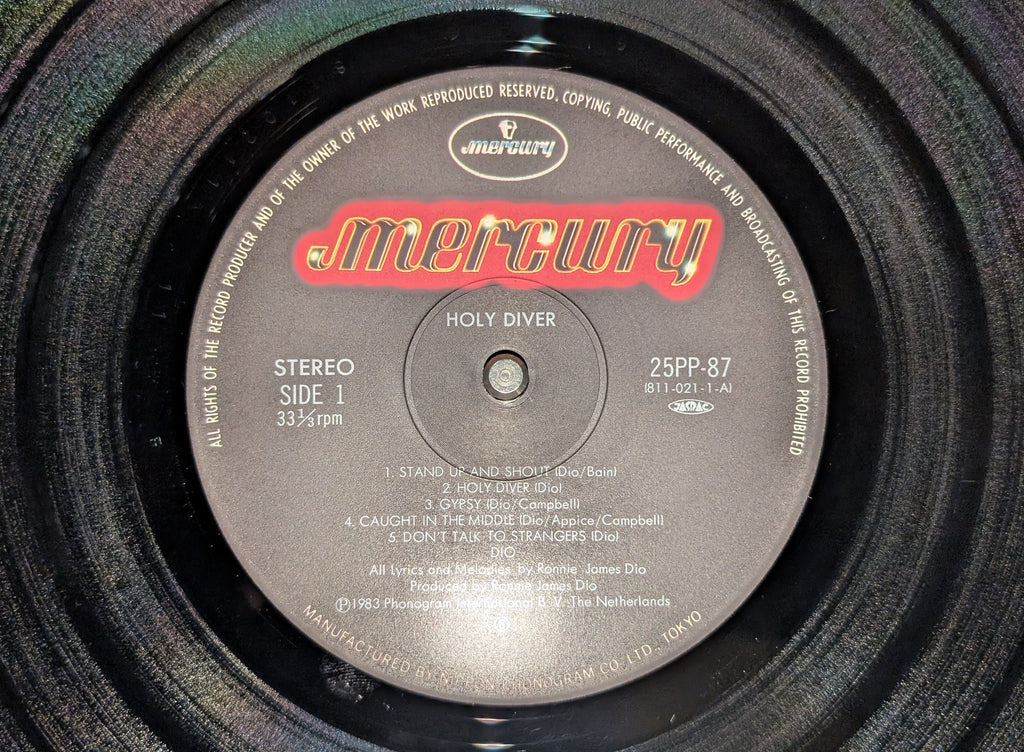 ALL RIGHTS OF THE RECORD PRODUCER AND OF THE OWNER OF THE WORK REPRODUCED RESERVED. COPYING, PUBLIC PERFORMANCE AND BROADCASTING OF THIS RECORD PROHIBITED
mercury
mercury
HOLY DIVER
STEREO
SIDE 1
33⅓rpm
25PP-87
(811-021-1-A)
JASRAC
1. STAND UP AND SHOUT (Dio/Bain)
2. HOLY DIVER (Dio)
3. GYPSY (Dio/Campbell)
4. CAUGHT IN THE MIDDLE (Dio/Appice/Campbell)
5. DON'T TALK TO STRANGERS (Dio)
DIO
All Lyrics and Melodies by Ronnie James Dio
Produced by Ronnie James Dio
Ⓟ1983 Phonogram International B. V. The Netherlands
MANUFACTURED BY NIPPON PHONOGRAM CO., LTD., TOKYO